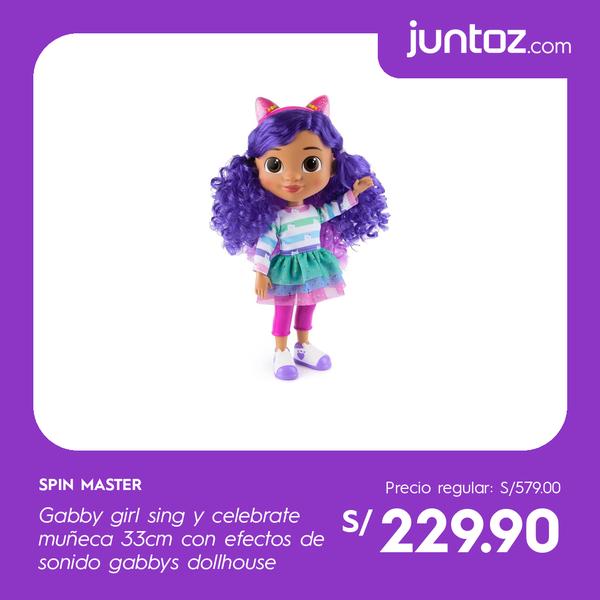 juntoz.com
SPIN MASTER
Gabby girl sing y celebrate
muñeca 33cm con efectos de
sonido gabbys dollhouse
Precio regular: S/579.00
S/229.90